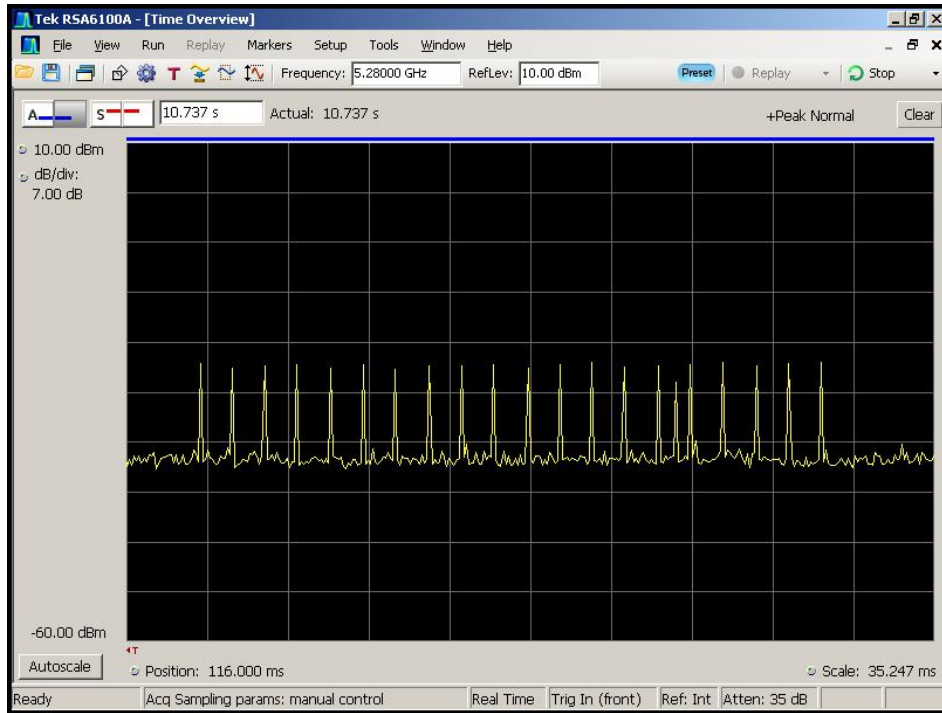 Tek RSA6100A - [Time Overview]
File View Run Replay Markers Setup Tools Window Help
T Frequency: 5.28000 GHz RefLev: 10.00 dBm Preset Replay Stop
A S 10.737 s Actual: 10.737 s +Peak Normal Clear
10.00 dBm
dB/div:
7.00 dB
-60.00 dBm
T
Autoscale Position: 116.000 ms Scale: 35.247 ms
Ready Acq Sampling params: manual control Real Time Trig In (front) Ref: Int Atten: 35 dB